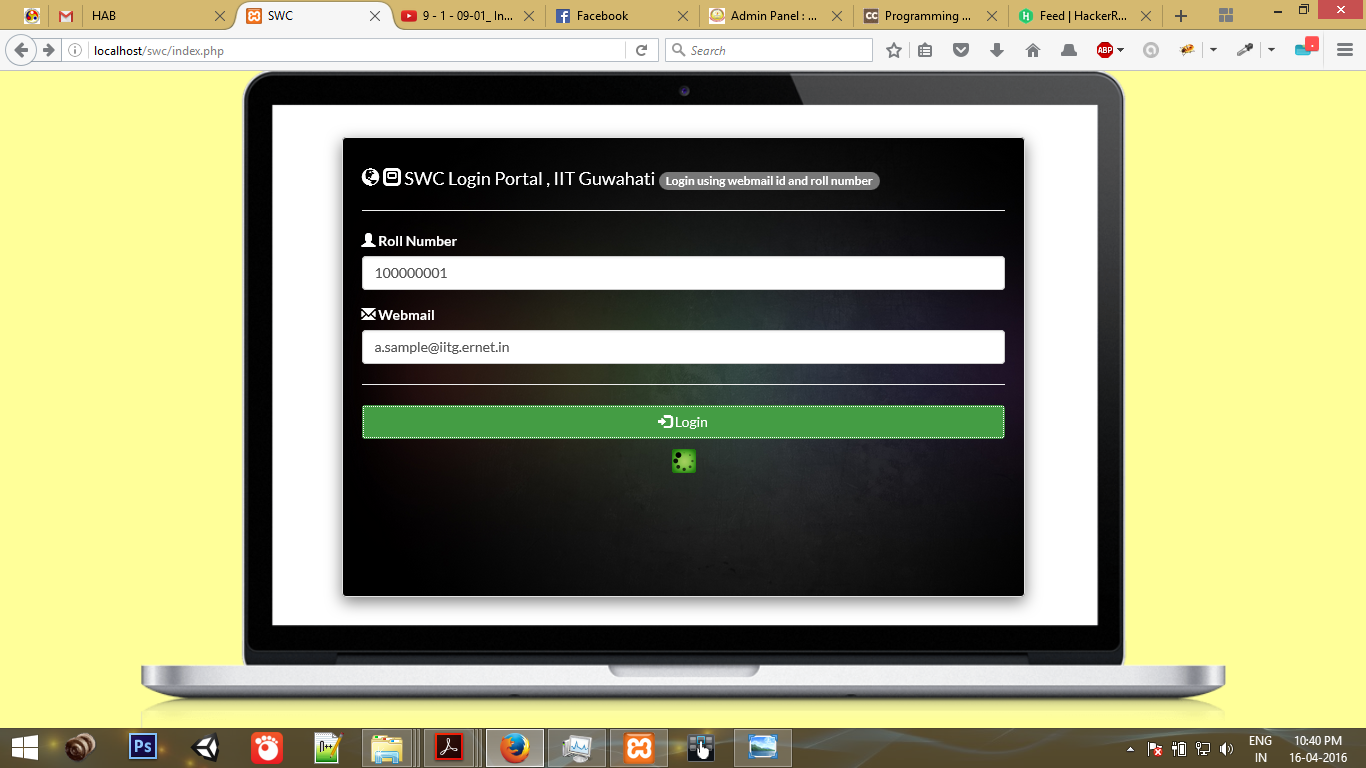 HAB
SWC
9 - 1 - 09-01_ In...
Facebook
Admin Panel : ...
Programming ...
Feed | HackerR...
localhost/swc/index.php
Search
ABP
SWC Login Portal , IIT Guwahati Login using webmail id and roll number
Roll Number
100000001
Webmail
a.sample@iitg.ernet.in
Login
Ps
ENG
10:40 PM
IN
16-04-2016